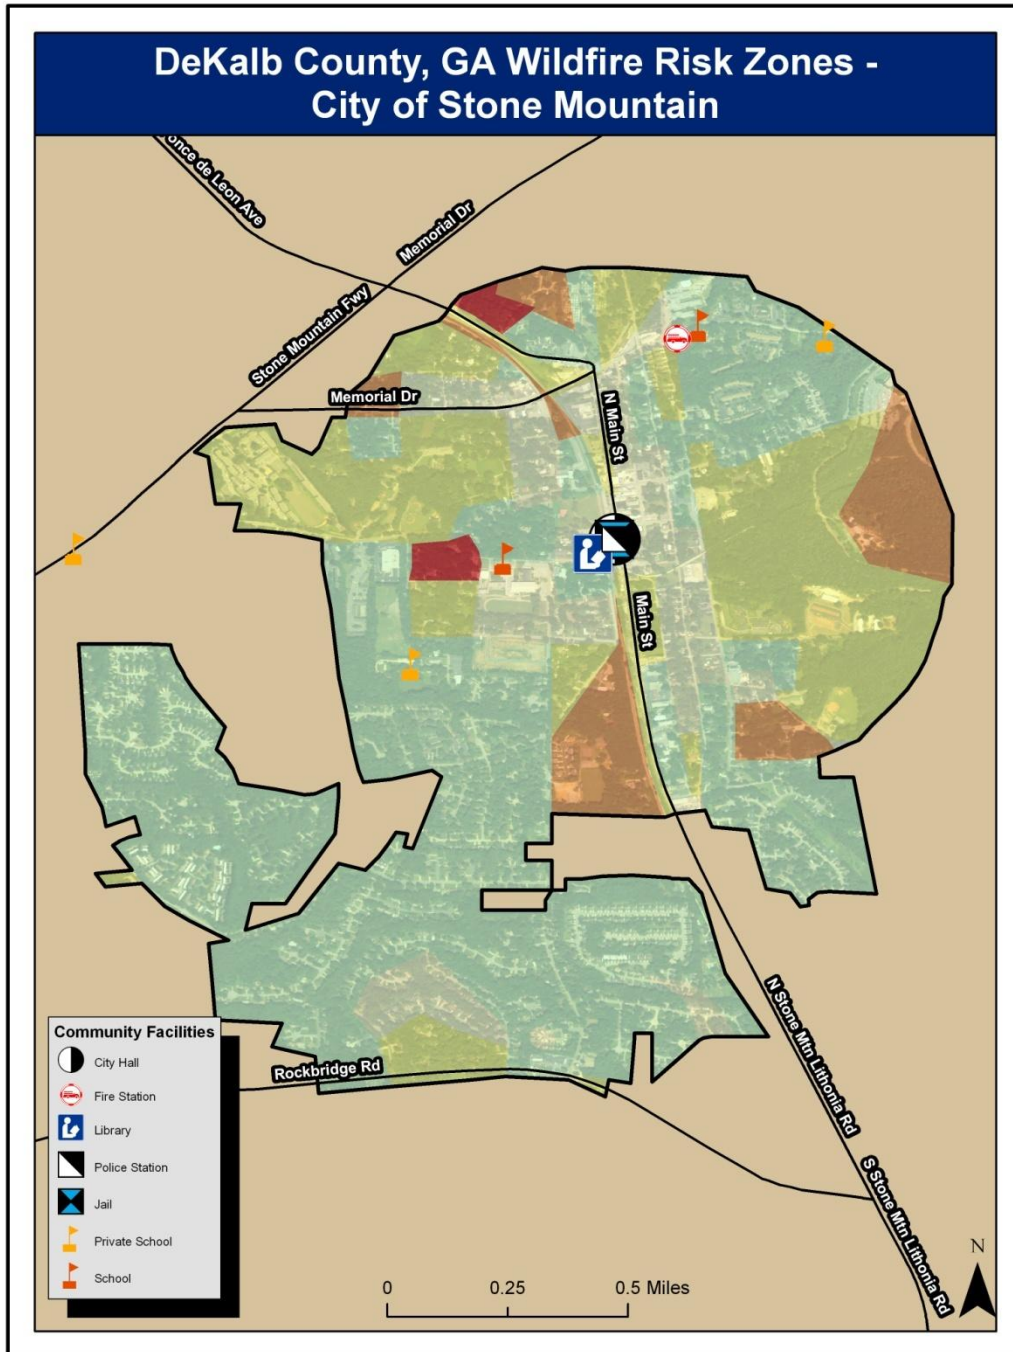 DeKalb County, GA Wildfire Risk Zones -
City of Stone Mountain
once de Leon Ave
Memorial Dr
Stone Mountain Fwy
Memorial Dr
N Main St
Main St
N Stone Mtn Lithonia Rd
S Stone Mtn Lithonia Rd
Rockbridge Rd
Community Facilities
City Hall
Fire Station
Library
Police Station
Jail
Private School
School
0 0.25 0.5 Miles
N